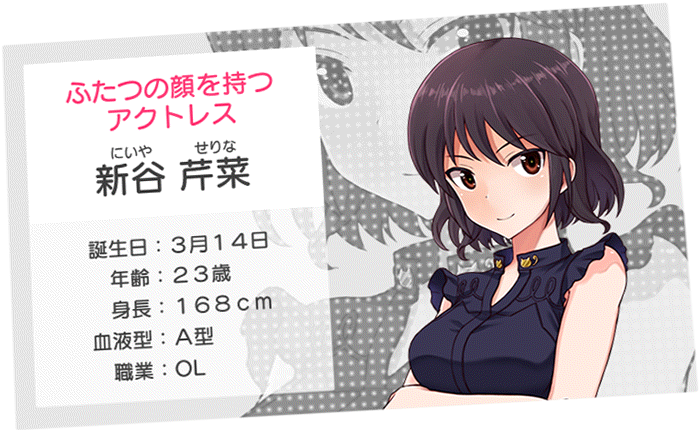 ふたつの顔を持つ
アクトレス
にいや せりな
新谷 芹菜
誕生日：３月１４日
年齢：２３歳
身長：１６８ｃｍ
血液型：Ａ型
職業：OL